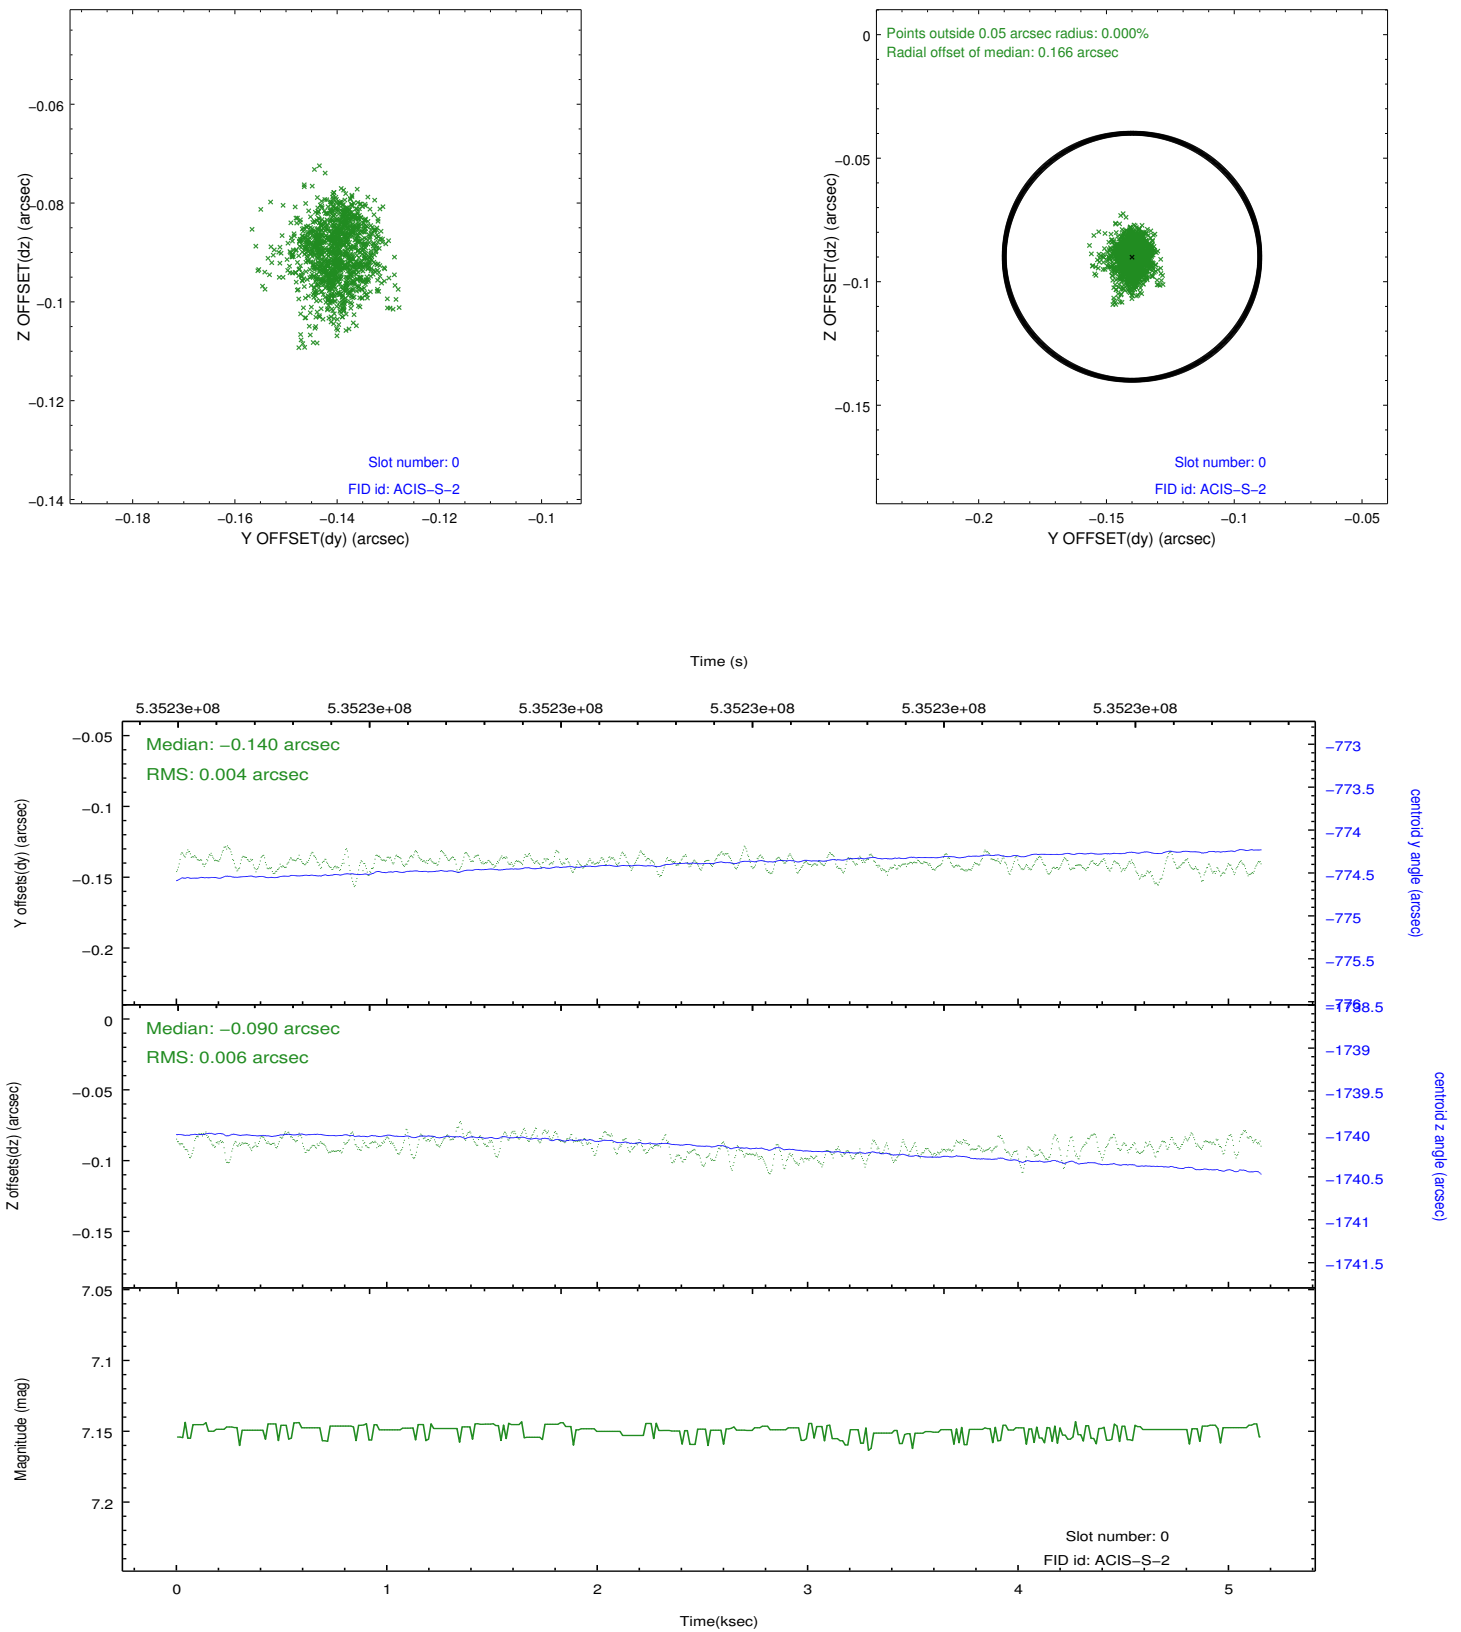 −0.06
−0.08
−0.1
−0.12
−0.14
Z OFFSET(dz) (arcsec)
Slot number: 0
FID id: ACIS−S−2
−0.18 −0.16 −0.14 −0.12 −0.1
Y OFFSET(dy) (arcsec)
Points outside 0.05 arcsec radius: 0.000%
Radial offset of median: 0.166 arcsec
0
−0.05
−0.1
−0.15
Z OFFSET(dz) (arcsec)
Slot number: 0
FID id: ACIS−S−2
−0.2 −0.15 −0.1 −0.05
Y OFFSET(dy) (arcsec)
Time (s)
5.3523e+08 5.3523e+08 5.3523e+08 5.3523e+08 5.3523e+08 5.3523e+08
Median: −0.140 arcsec
RMS: 0.004 arcsec
−0.05
−0.1
−0.15
−0.2
Y offsets(dy) (arcsec)
−773
−773.5
−774
−774.5
−775
−775.5
−776
centroid y angle (arcsec)
Median: −0.090 arcsec
RMS: 0.006 arcsec
0
−0.05
−0.1
−0.15
Z offsets(dz) (arcsec)
−1738.5
−1739
−1739.5
−1740
−1740.5
−1741
−1741.5
centroid z angle (arcsec)
7.05
7.1
7.15
7.2
Magnitude (mag)
Slot number: 0
FID id: ACIS−S−2
0 1 2 3 4 5
Time(ksec)